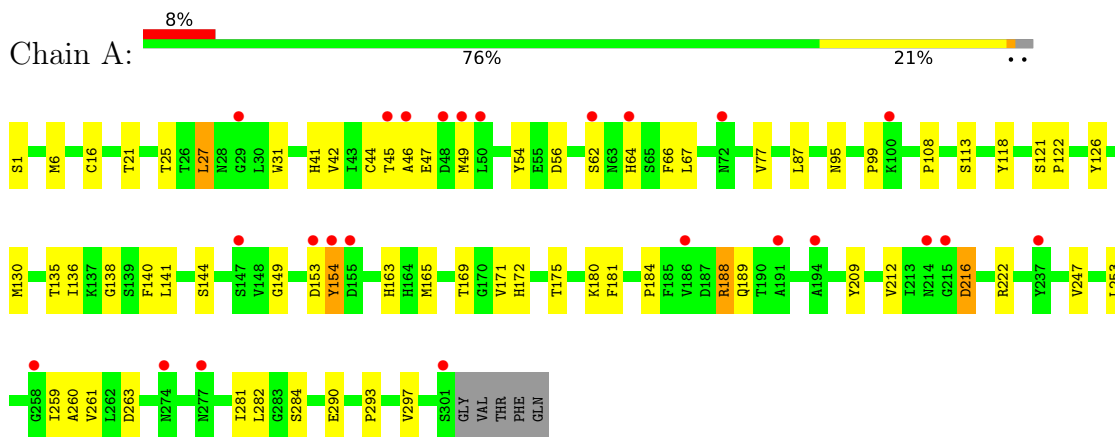 8%
Chain A:
76% 21% • •
S1 M6 C16 T21 T25 T26 L27 N28 G29 L30 W31 H41 V42 I43 C44 T45 A46 E47 D48 M49 L50 Y54 E55 D56 S62 N63 H64 S65 F66 L67 N72 V77 L87 N95 P99 K100 P108 S113 Y118 S121 P122 Y126
M130 T135 I136 K137 G138 S139 F140 L141 S144 S147 V148 G149 D153 Y154 D155 H163 H164 M165 T169 G170 V171 H172 T175 K180 F181 P184 F185 V186 D187 R188 Q189 T190 A191 A194 Y209 V212 I213 N214 G215 D216 R222 Y237 V247 L253
G258 I259 A260 V261 L262 D263 N274 N277 I281 L282 G283 S284 E290 P293 V297 S301 GLY VAL THR PHE GLN